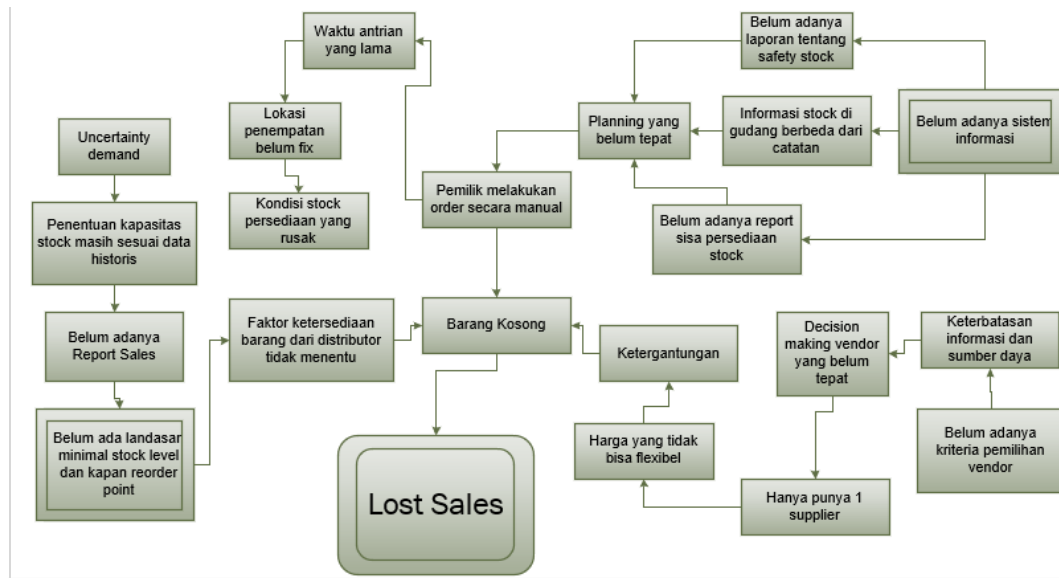 Waktu antrian
yang lama
Belum adanya
laporan tentang
safety stock
Lokasi
penempatan
belum fix
Planning yang
belum tepat
Informasi stock di
gudang berbeda dari
catatan
Belum adanya sistem
informasi
Uncertainty
demand
Kondisi stock
persediaan yang
rusak
Pemilik melakukan
order secara manual
Penentuan kapasitas
stock masih sesuai data
historis
Belum adanya report
sisa persediaan
stock
Belum adanya
Report Sales
Faktor ketersediaan
barang dari distributor
tidak menentu
Barang Kosong
Ketergantungan
Decision
making vendor
yang belum
tepat
Keterbatasan
informasi dan
sumber daya
Belum ada landasar
minimal stock level
dan kapan reorder
point
Harga yang tidak
bisa flexibel
Belum adanya
kriteria pemilihan
vendor
Lost Sales
Hanya punya 1
supplier